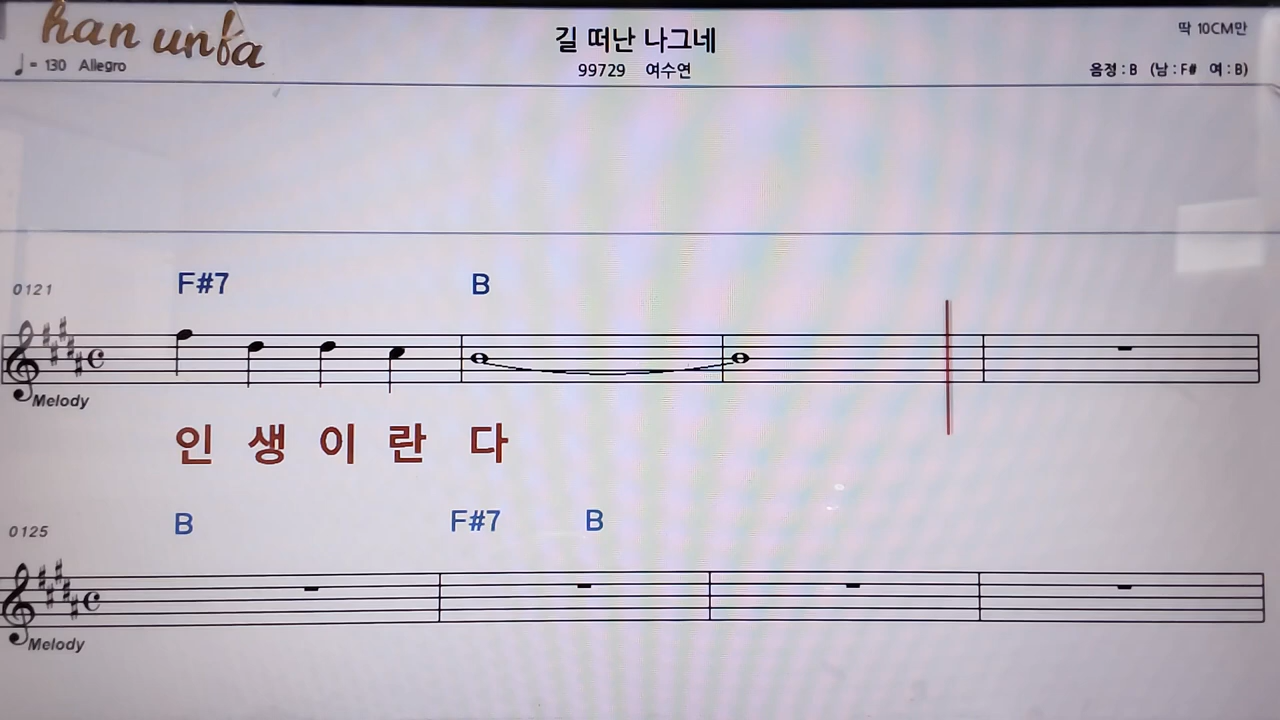 han unfa
길 떠난 나그네
딱 10CM만
♩= 130 Allegro
99729 여수연
음정 : B (남 : F# 여 : B)
0121
F#7 B
Melody
인 생 이 란 다
0125
B F#7 B
Melody